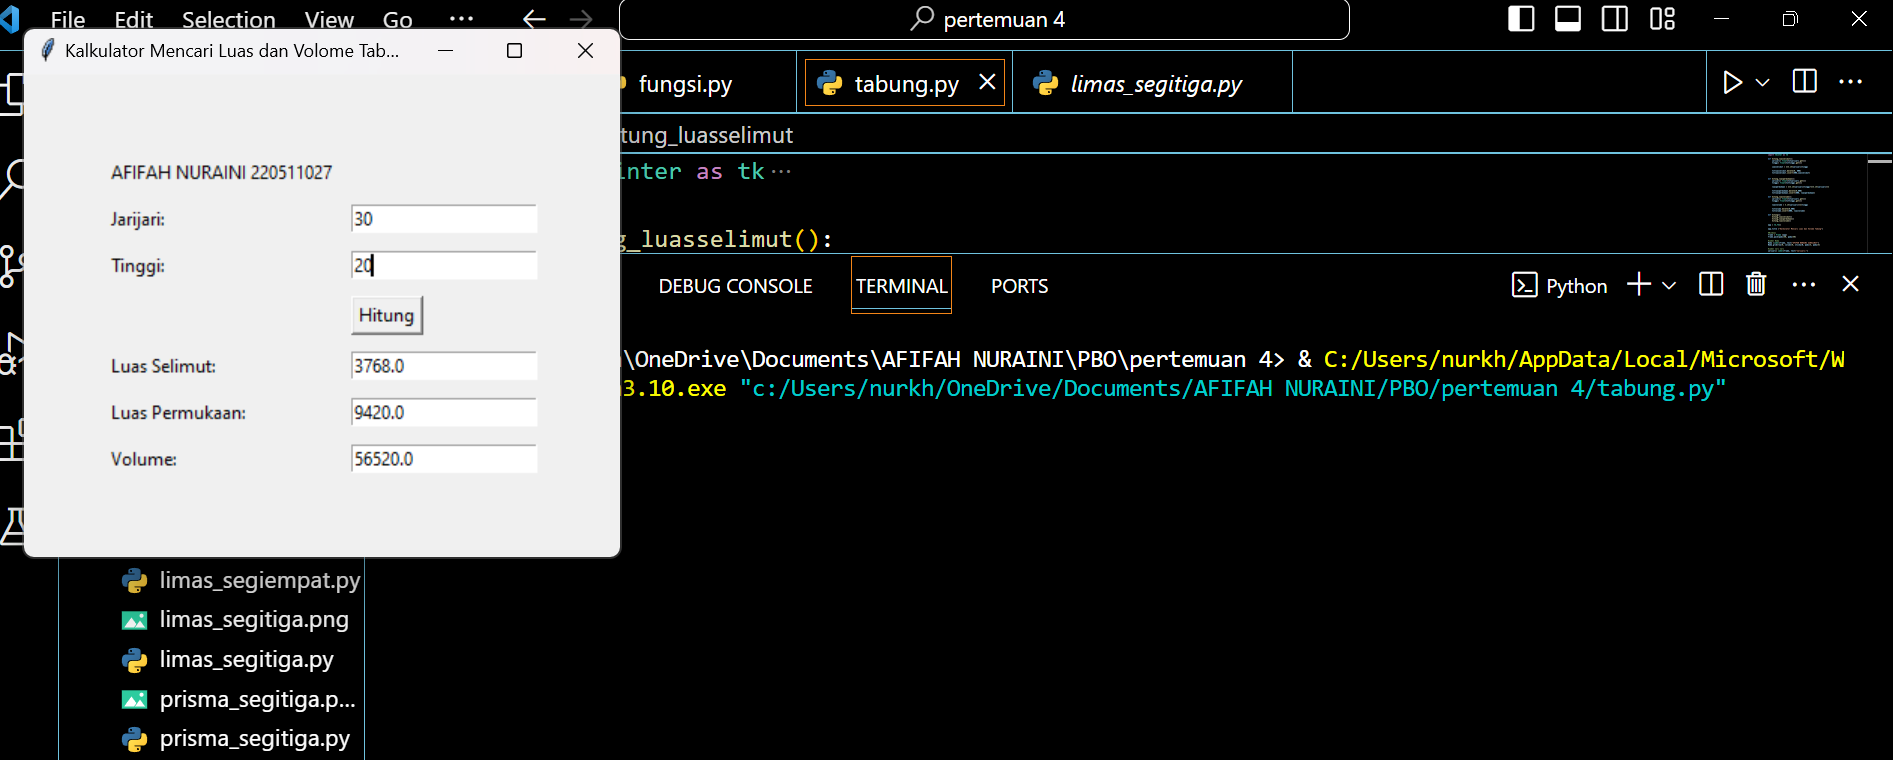 File Edit Selection View Go ··· pertemuan 4
Kalkulator Mencari Luas dan Volome Tab...
AFIFAH NURAINI 220511027
Jarijari: 30
Tinggi: 20
Hitung
Luas Selimut: 3768.0
Luas Permukaan: 9420.0
Volume: 56520.0
fungsi.py tabung.py limas_segitiga.py
tung_luasselimut
inter as tk ···
g_luasselimut():
DEBUG CONSOLE TERMINAL PORTS Python
\OneDrive\Documents\AFIFAH NURAINI\PBO\pertemuan 4> & C:/Users/nurkh/AppData/Local/Microsoft/W
n3.10.exe "c:/Users/nurkh/OneDrive/Documents/AFIFAH NURAINI/PBO/pertemuan 4/tabung.py"
limas_segiempat.py
limas_segitiga.png
limas_segitiga.py
prisma_segitiga.p...
prisma_segitiga.py